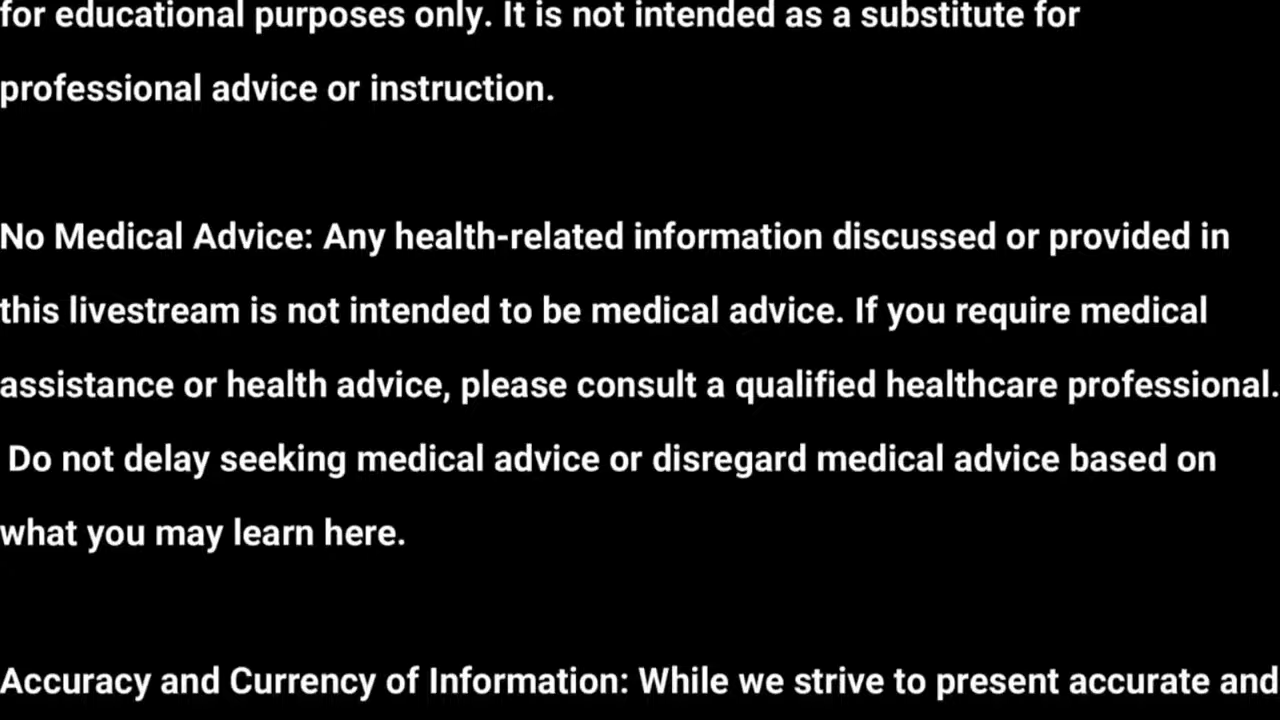 for educational purposes only. It is not intended as a substitute for
professional advice or instruction.
No Medical Advice: Any health-related information discussed or provided in
this livestream is not intended to be medical advice. If you require medical
assistance or health advice, please consult a qualified healthcare professional.
Do not delay seeking medical advice or disregard medical advice based on
what you may learn here.
Accuracy and Currency of Information: While we strive to present accurate and